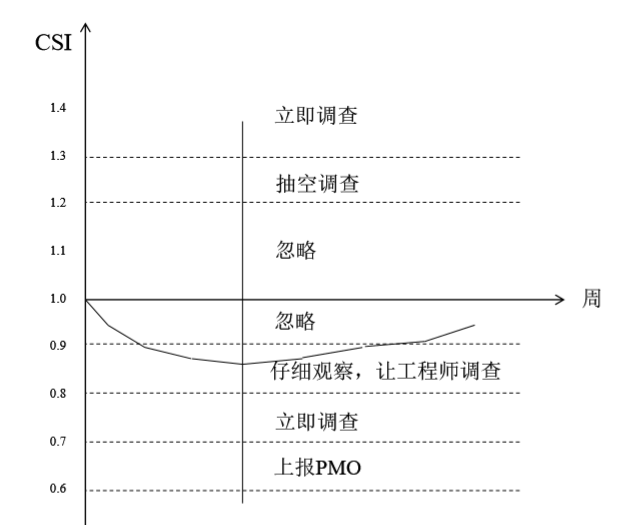 CSI
1.4
立即调查
1.3
抽空调查
1.2
1.1
忽略
1.0
周
忽略
0.9
仔细观察，让工程师调查
0.8
立即调查
0.7
上报PMO
0.6